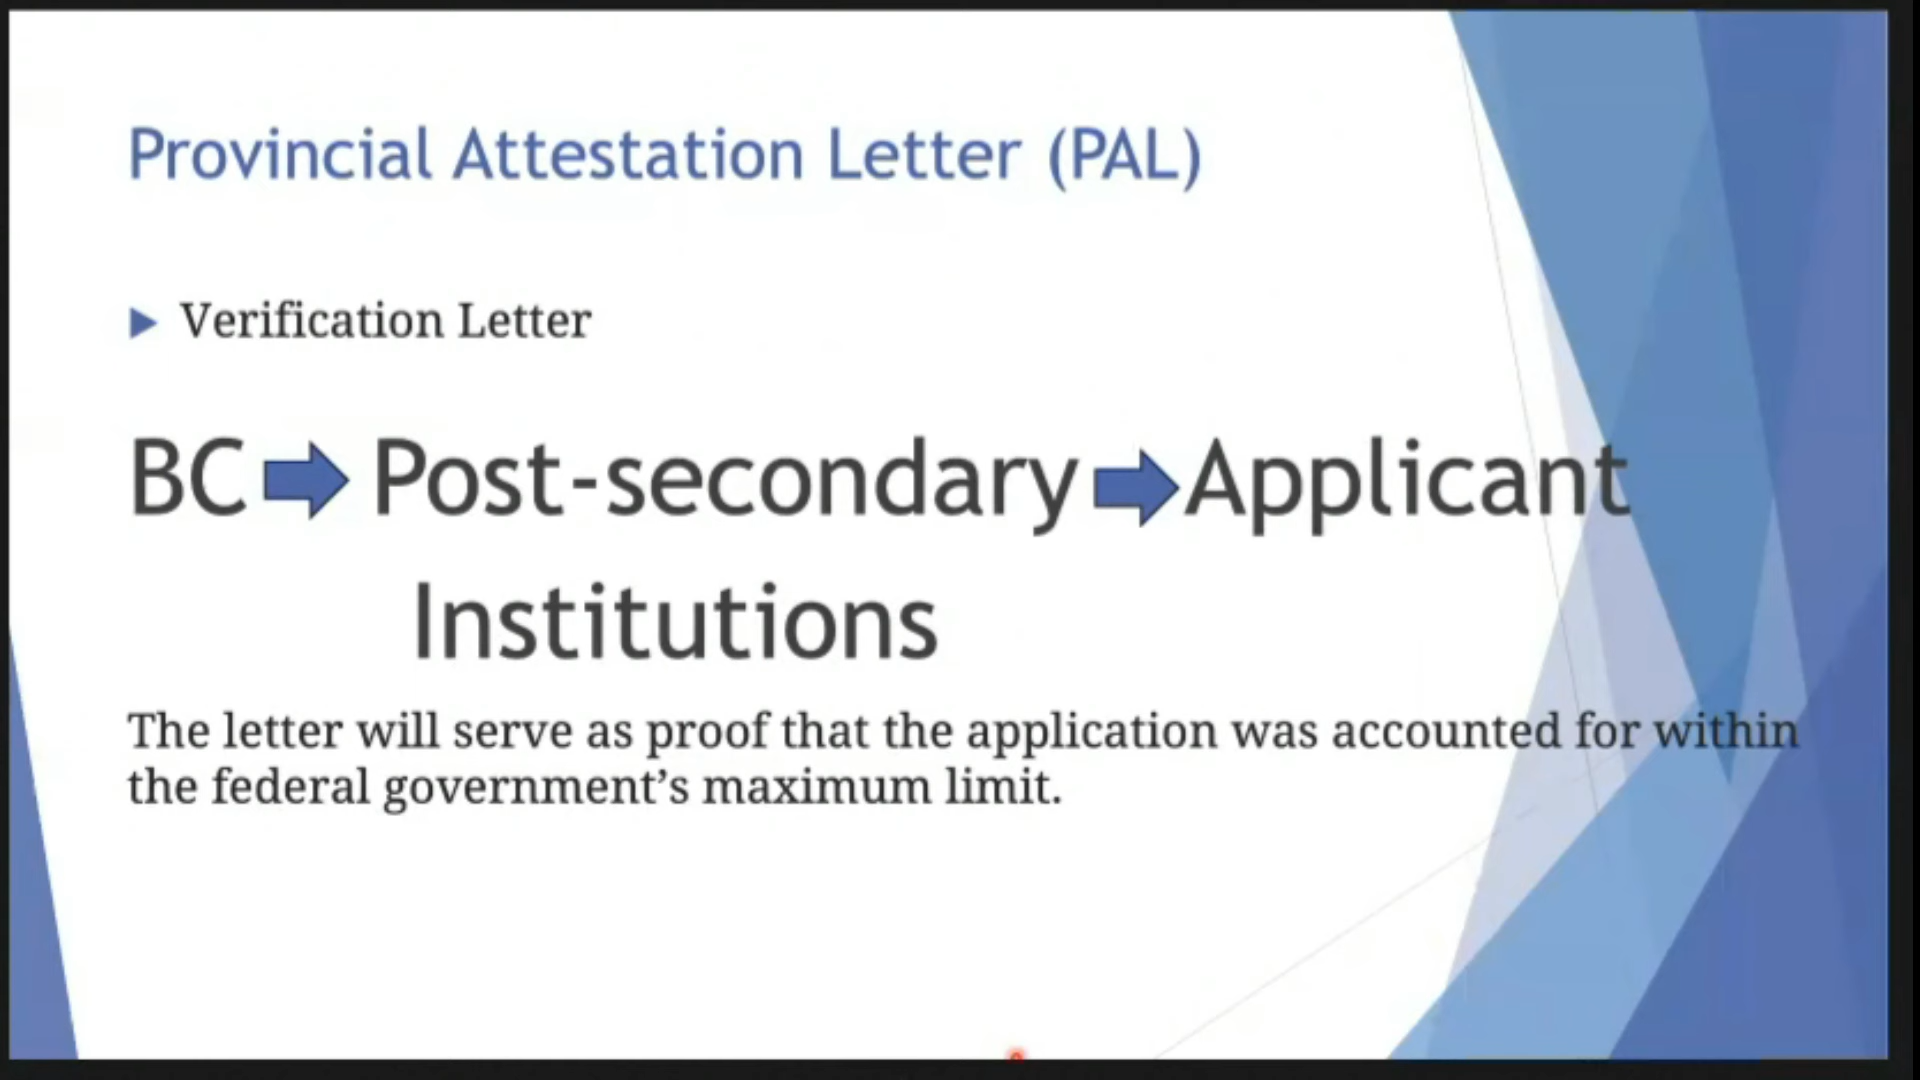 Provincial Attestation Letter (PAL)
Verification Letter
BC Post-secondary Applicant
Institutions
The letter will serve as proof that the application was accounted for within
the federal government’s maximum limit.